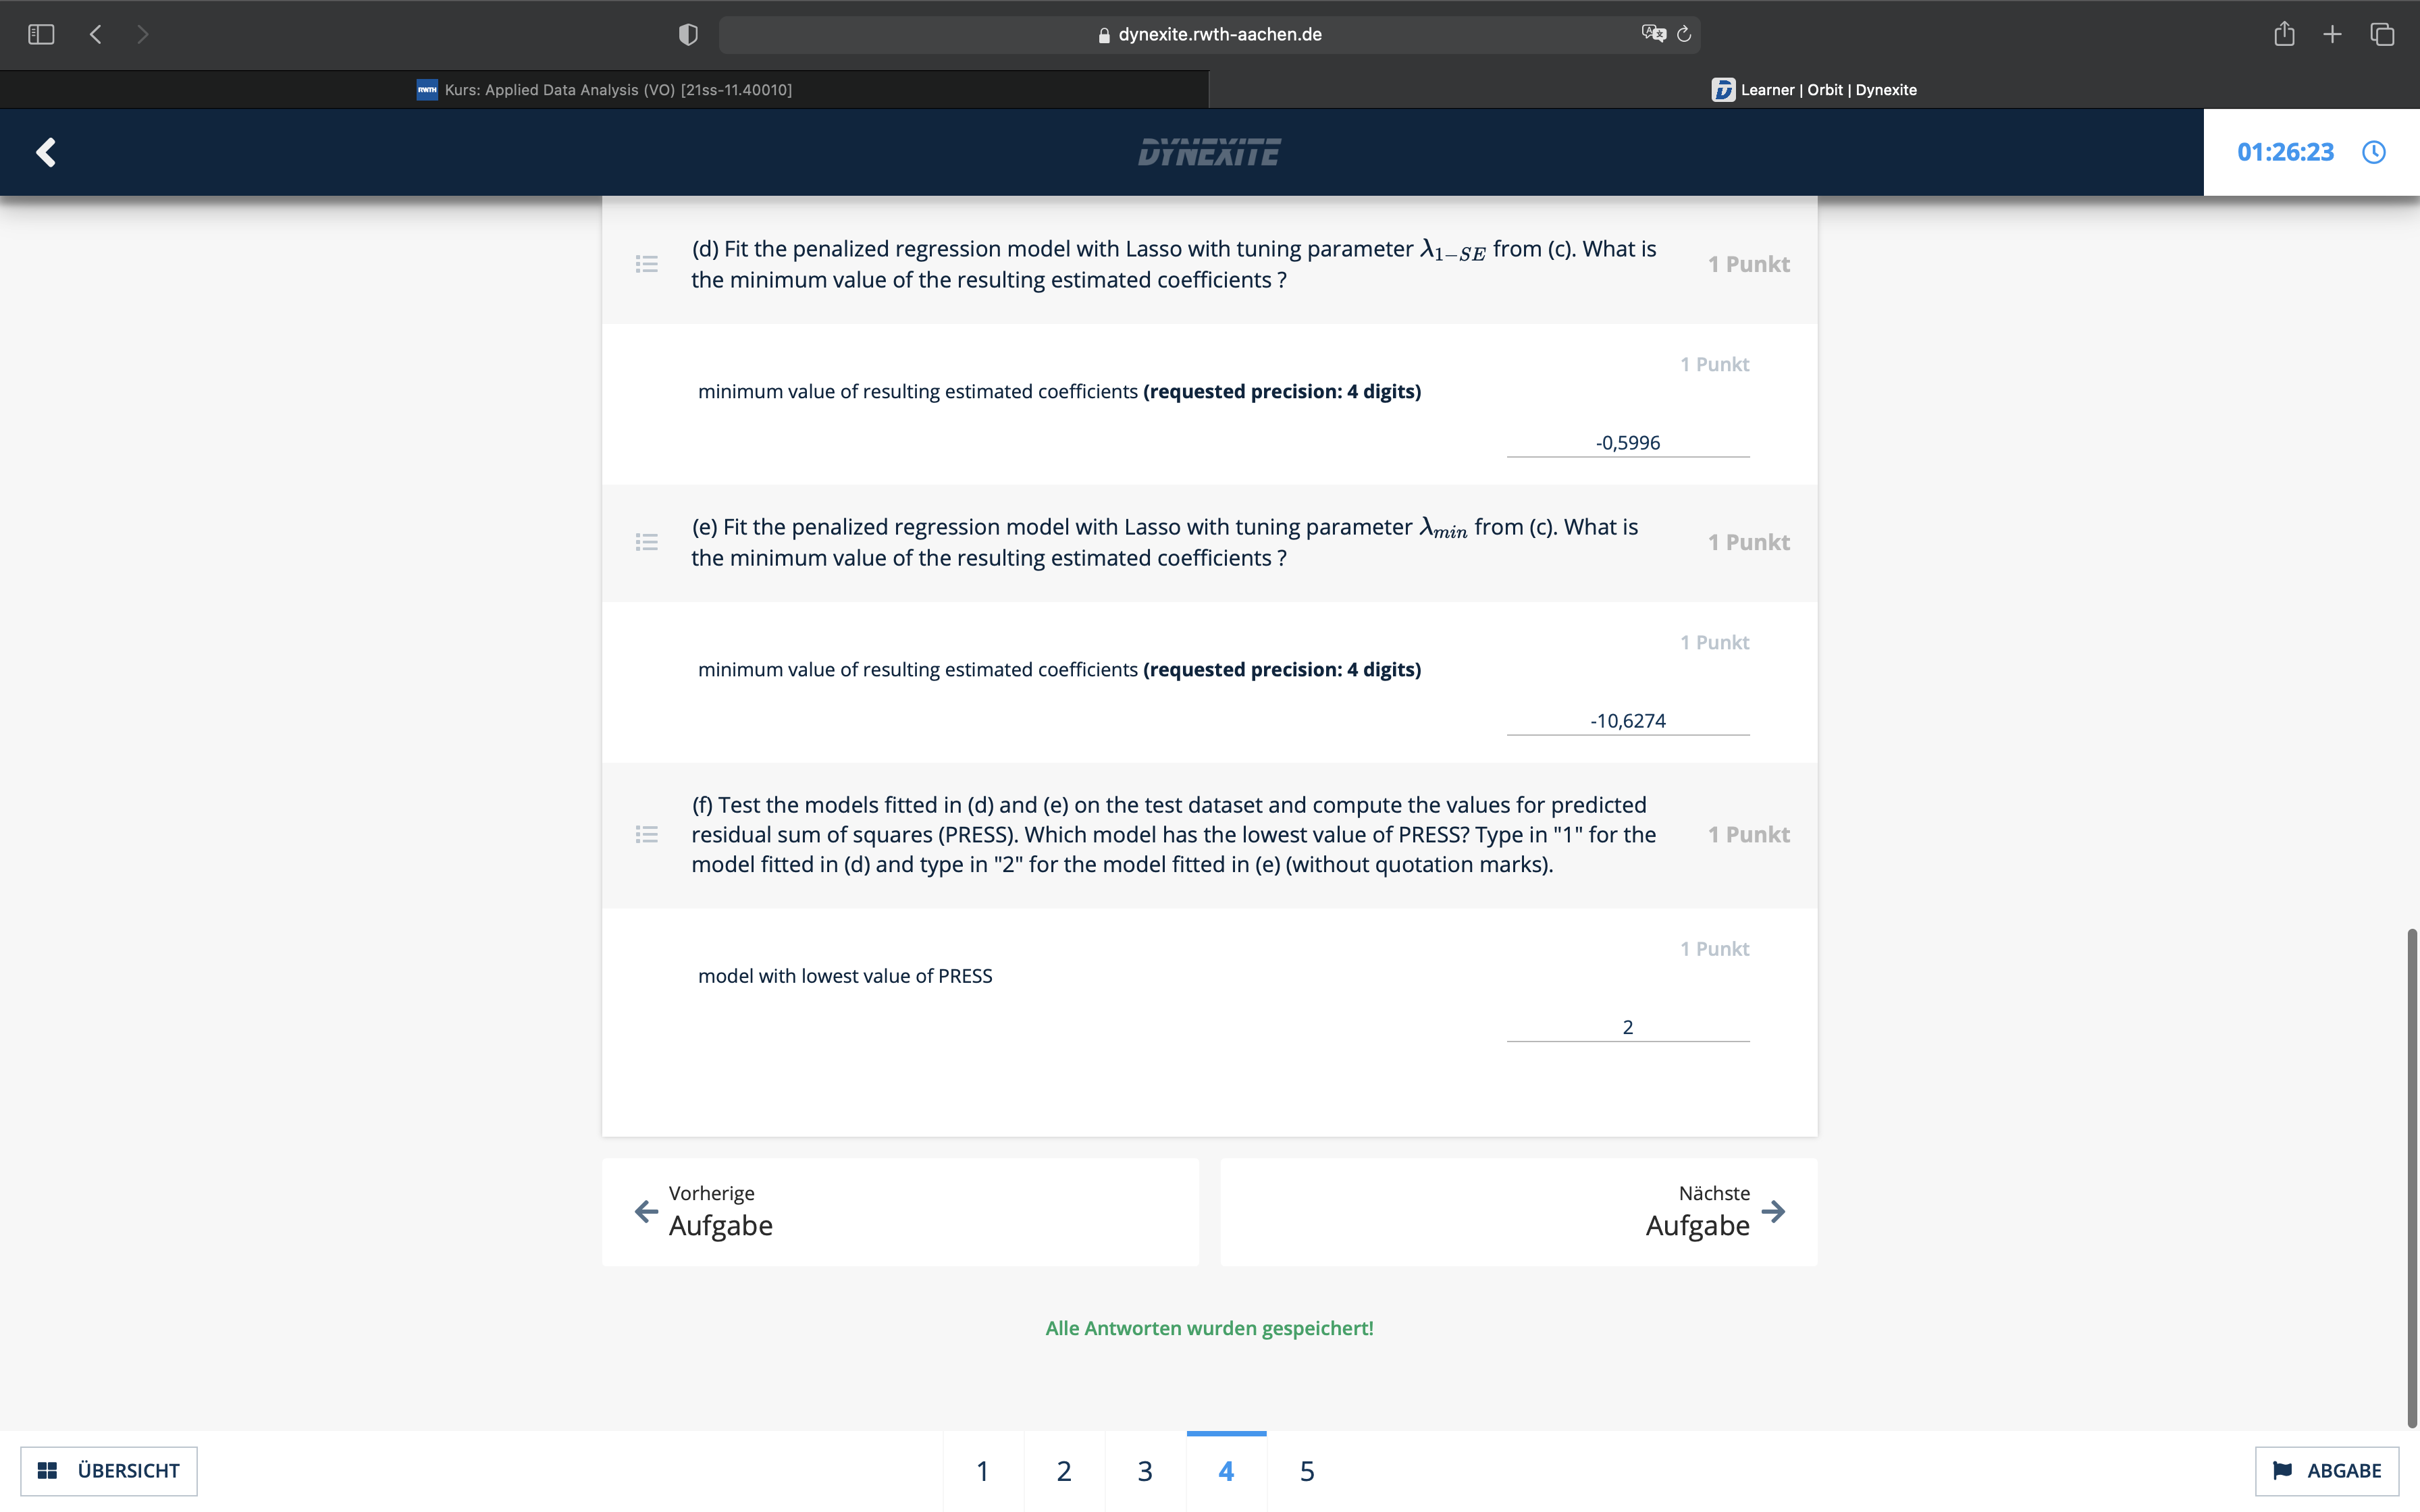 dynexite.rwth-aachen.de
RWTH Kurs: Applied Data Analysis (VO) [21ss-11.40010]
Learner | Orbit | Dynexite
DYNEXITE
01:26:23
(d) Fit the penalized regression model with Lasso with tuning parameter λ1−SE from (c). What is
the minimum value of the resulting estimated coefficients ?
1 Punkt
1 Punkt
minimum value of resulting estimated coefficients (requested precision: 4 digits)
-0,5996
(e) Fit the penalized regression model with Lasso with tuning parameter λmin from (c). What is
the minimum value of the resulting estimated coefficients ?
1 Punkt
1 Punkt
minimum value of resulting estimated coefficients (requested precision: 4 digits)
-10,6274
(f) Test the models fitted in (d) and (e) on the test dataset and compute the values for predicted
residual sum of squares (PRESS). Which model has the lowest value of PRESS? Type in "1" for the
model fitted in (d) and type in "2" for the model fitted in (e) (without quotation marks).
1 Punkt
1 Punkt
model with lowest value of PRESS
2
Vorherige
Aufgabe
Nächste
Aufgabe
Alle Antworten wurden gespeichert!
ÜBERSICHT
1 2 3 4 5
ABGABE